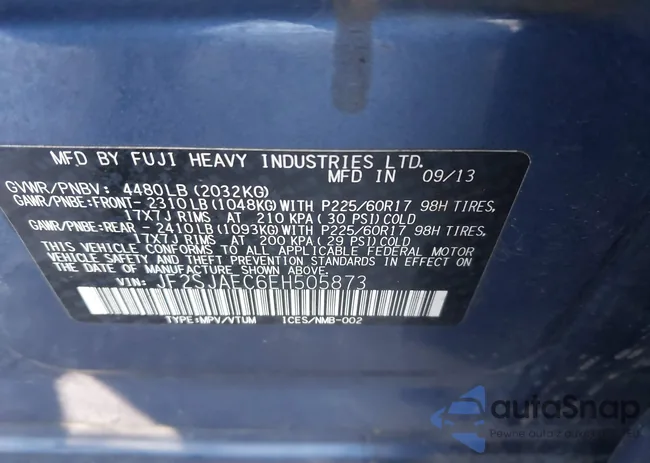 MFD BY FUJI HEAVY INDUSTRIES LTD.
MFD IN 09/13
GVWR/PNBV: 4480LB (2032KG)
GAWR/PNBE:FRONT-2310LB (1048KG) WITH P225/60R17 98H TIRES,
17X7J RIMS AT 210 KPA (30 PSI) COLD
GAWR/PNBE:REAR -2410LB (1093KG) WITH P225/60R17 98H TIRES,
17X7J RIMS AT 200 KPA (29 PSI) COLD
THIS VEHICLE CONFORMS TO ALL APPLICABLE FEDERAL MOTOR
VEHICLE SAFETY AND THEFT PREVENTION STANDARDS IN EFFECT
ON THE DATE OF MANUFACTURE SHOWN ABOVE.
VIN: JF2SJAEC6EH505873
TYPE:MPV/VTUM ICES/NMB-002
autoSnap
Pewne auta z